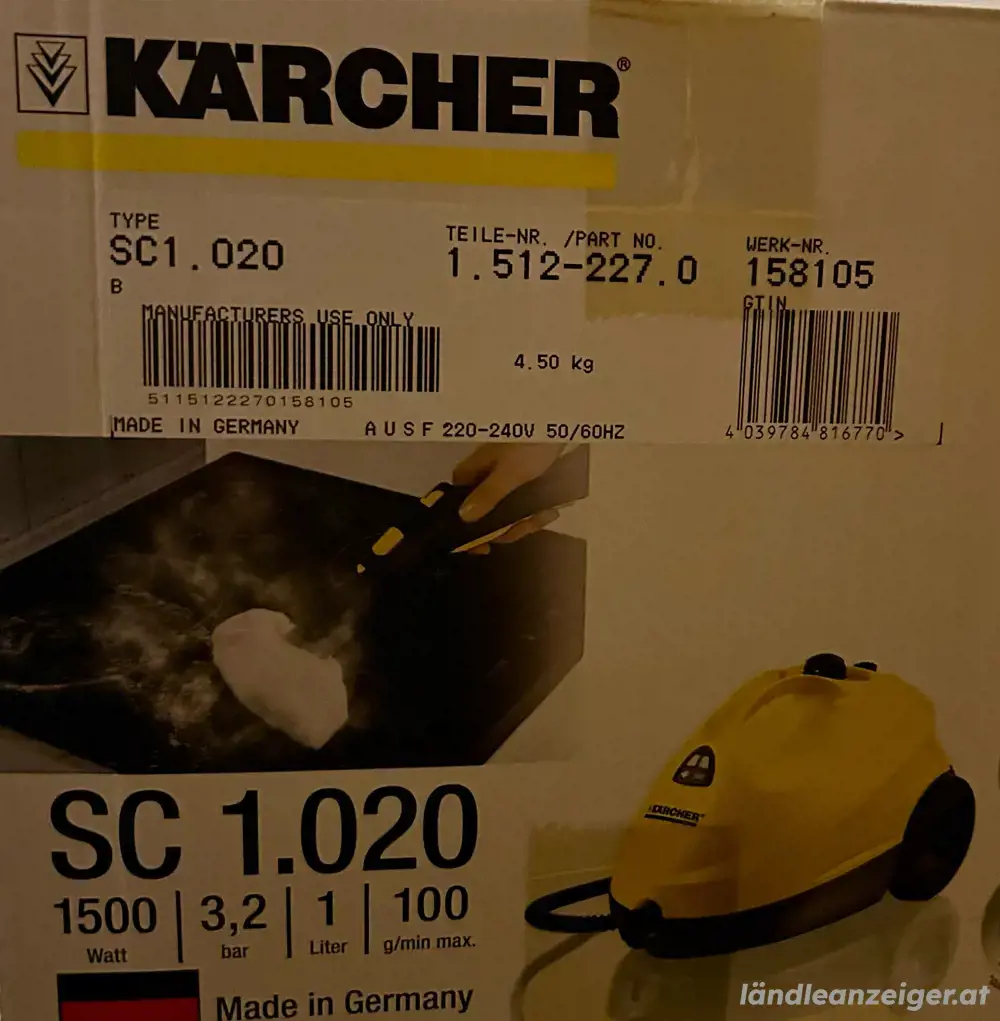 KÄRCHER®
TYPE
SC1.020
B
TEILE-NR. /PART NO.
1.512-227.0
WERK-NR.
158105
GTIN
MANUFACTURERS USE ONLY
5115122270158105
4.50 kg
4 039784 816770 >
MADE IN GERMANY
A U S F 220-240V 50/60HZ
KÄRCHER®
SC 1.020
1500 Watt
3,2 bar
1 Liter
100 g/min max.
Made in Germany
ländleanzeiger.at